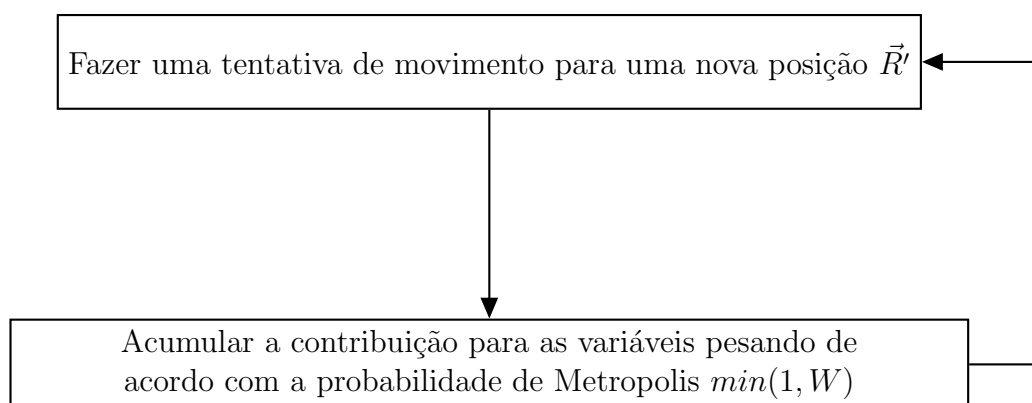 Fazer uma tentativa de movimento para uma nova posição $\vec{R'}$
Acumular a contribuição para as variáveis pesando de
acordo com a probabilidade de Metropolis $min(1, W)$